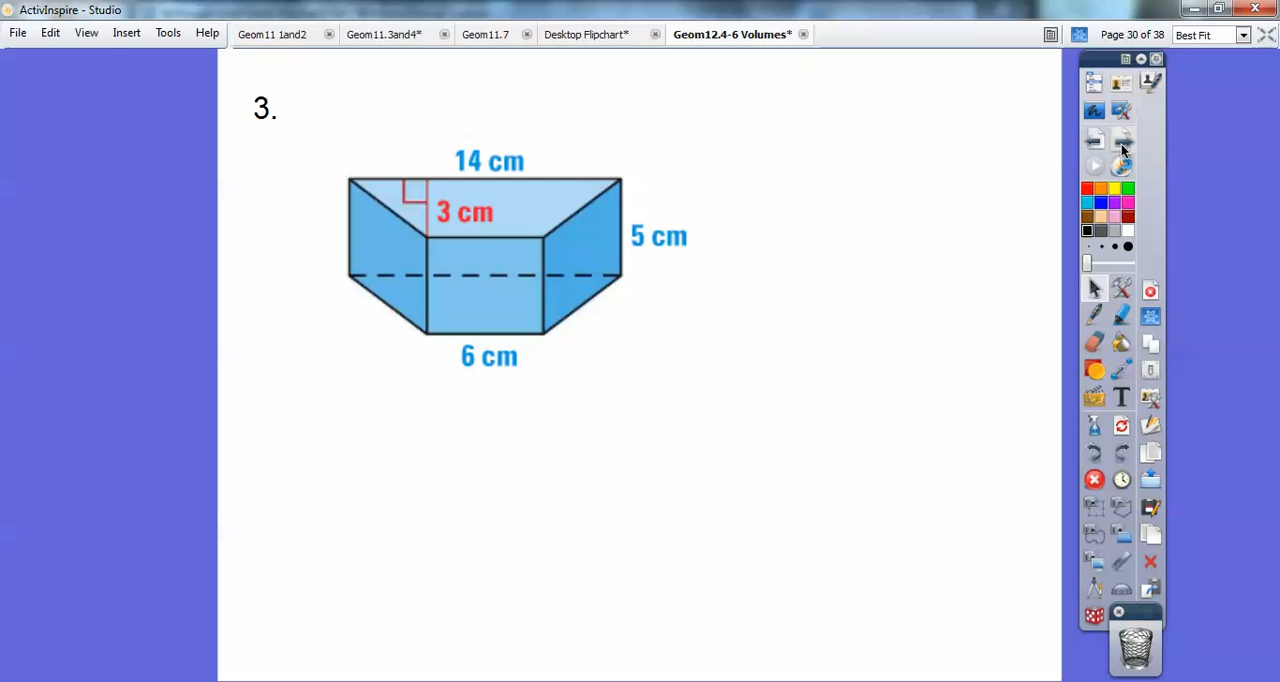 ActivInspire - Studio
File Edit View Insert Tools Help
Geom11 1and2 Geom11.3and4* Geom11.7 Desktop Flipchart* Geom12.4-6 Volumes* Page 30 of 38 Best Fit
3.
14 cm
3 cm
5 cm
6 cm
T